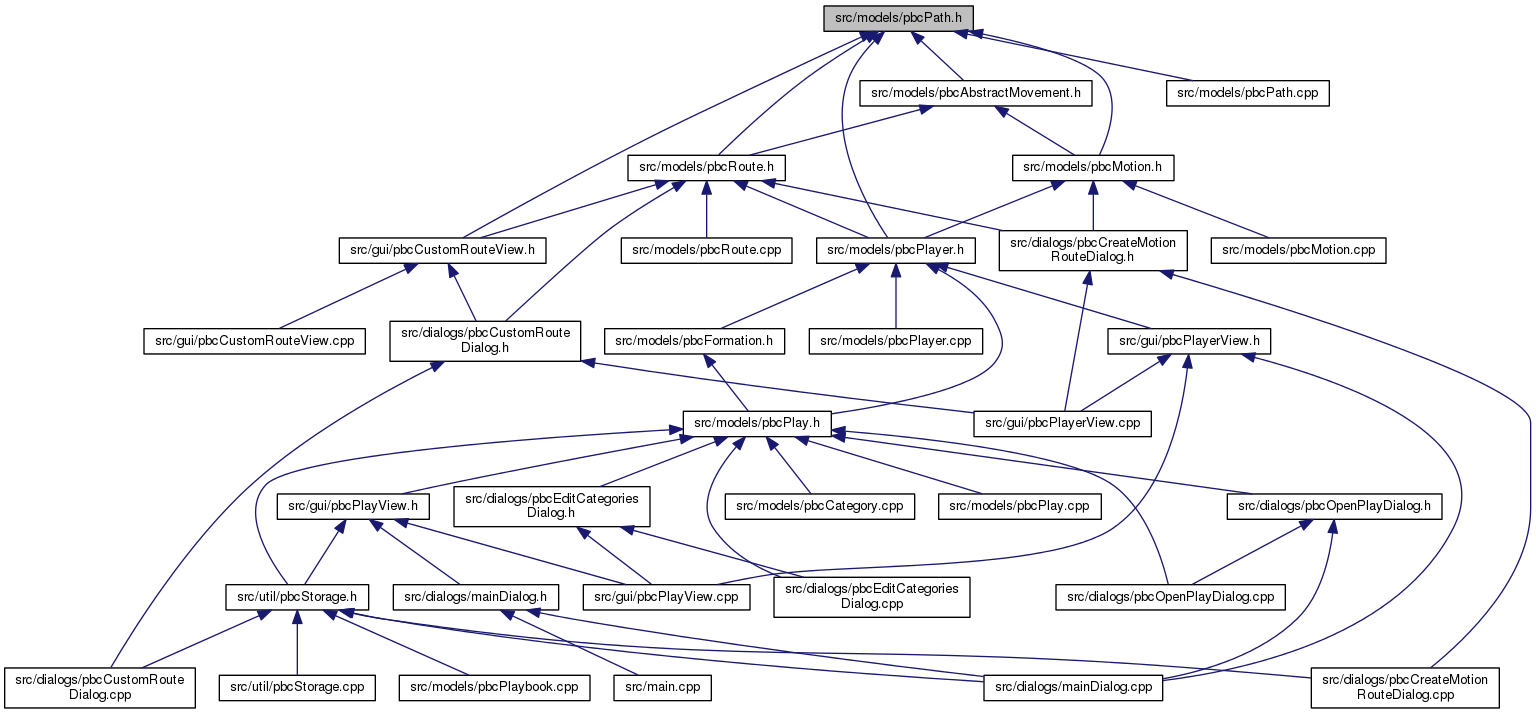 src/models/pbcPath.h
src/models/pbcAbstractMovement.h
src/models/pbcPath.cpp
src/models/pbcRoute.h
src/models/pbcMotion.h
src/gui/pbcCustomRouteView.h
src/models/pbcRoute.cpp
src/models/pbcPlayer.h
src/dialogs/pbcCreateMotion
RouteDialog.h
src/models/pbcMotion.cpp
src/gui/pbcCustomRouteView.cpp
src/dialogs/pbcCustomRoute
Dialog.h
src/models/pbcFormation.h
src/models/pbcPlayer.cpp
src/gui/pbcPlayerView.h
src/models/pbcPlay.h
src/gui/pbcPlayerView.cpp
src/gui/pbcPlayView.h
src/dialogs/pbcEditCategories
Dialog.h
src/models/pbcCategory.cpp
src/models/pbcPlay.cpp
src/dialogs/pbcOpenPlayDialog.h
src/util/pbcStorage.h
src/dialogs/mainDialog.h
src/gui/pbcPlayView.cpp
src/dialogs/pbcEditCategories
Dialog.cpp
src/dialogs/pbcOpenPlayDialog.cpp
src/dialogs/pbcCustomRoute
Dialog.cpp
src/util/pbcStorage.cpp
src/models/pbcPlaybook.cpp
src/main.cpp
src/dialogs/mainDialog.cpp
src/dialogs/pbcCreateMotion
RouteDialog.cpp